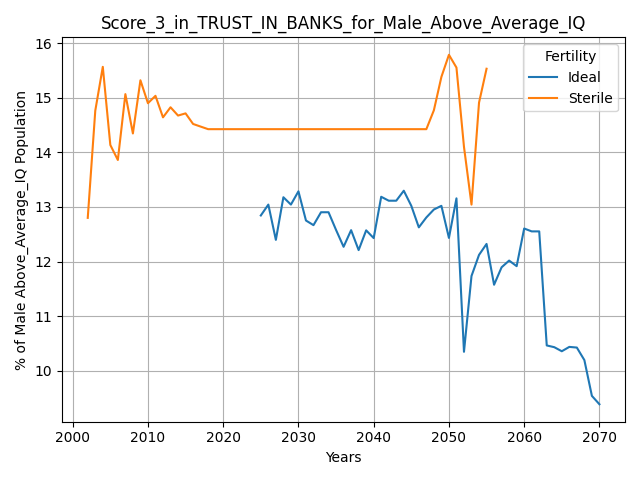 Score_3_in_TRUST_IN_BANKS_for_Male_Above_Average_IQ
% of Male Above_Average_IQ Population
16
15
14
13
12
11
10
Fertility
Ideal
Sterile
2000 2010 2020 2030 2040 2050 2060 2070
Years